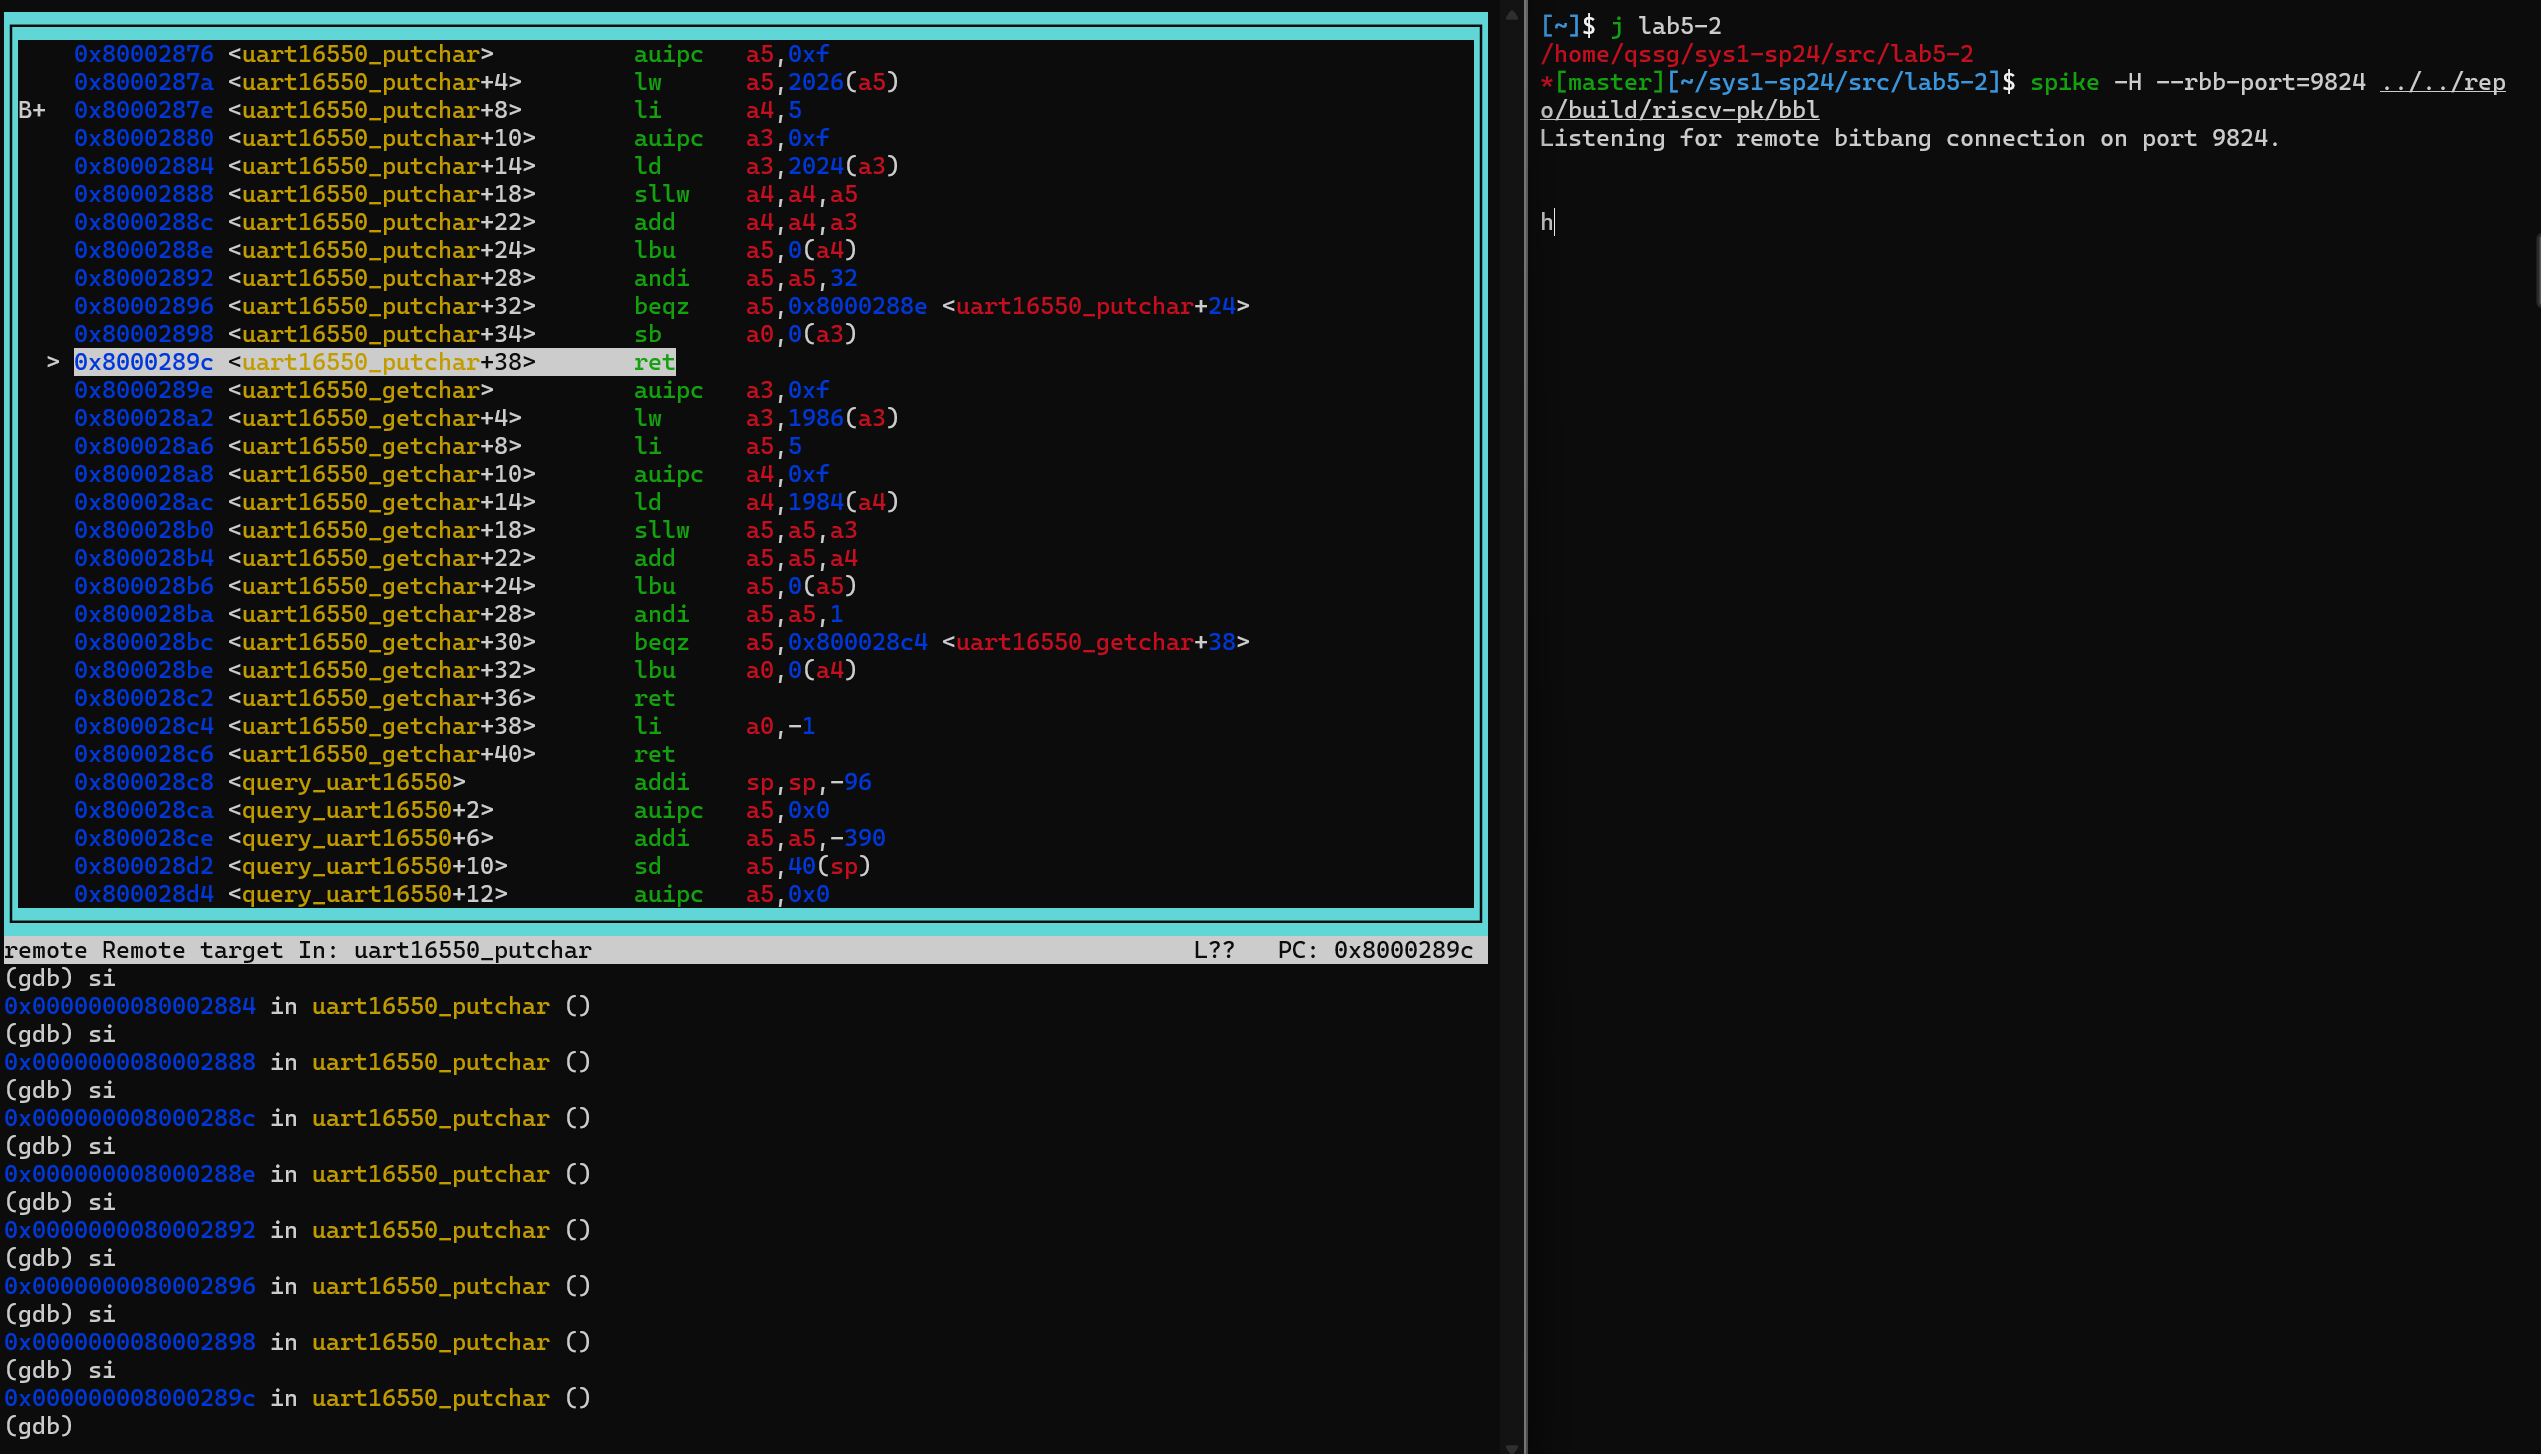 0x80002876 <uart16550_putchar>          auipc   a5,0xf
0x8000287a <uart16550_putchar+4>        lw      a5,2026(a5)
B+  0x8000287e <uart16550_putchar+8>        li      a4,5
0x80002880 <uart16550_putchar+10>       auipc   a3,0xf
0x80002884 <uart16550_putchar+14>       ld      a3,2024(a3)
0x80002888 <uart16550_putchar+18>       sllw    a4,a4,a5
0x8000288c <uart16550_putchar+22>       add     a4,a4,a3
0x8000288e <uart16550_putchar+24>       lbu     a5,0(a4)
0x80002892 <uart16550_putchar+28>       andi    a5,a5,32
0x80002896 <uart16550_putchar+32>       beqz    a5,0x8000288e <uart16550_putchar+24>
0x80002898 <uart16550_putchar+34>       sb      a0,0(a3)
> 0x8000289c <uart16550_putchar+38>       ret
0x8000289e <uart16550_getchar>          auipc   a3,0xf
0x800028a2 <uart16550_getchar+4>        lw      a3,1986(a3)
0x800028a6 <uart16550_getchar+8>        li      a5,5
0x800028a8 <uart16550_getchar+10>       auipc   a4,0xf
0x800028ac <uart16550_getchar+14>       ld      a4,1984(a4)
0x800028b0 <uart16550_getchar+18>       sllw    a5,a5,a3
0x800028b4 <uart16550_getchar+22>       add     a5,a5,a4
0x800028b6 <uart16550_getchar+24>       lbu     a5,0(a5)
0x800028ba <uart16550_getchar+28>       andi    a5,a5,1
0x800028bc <uart16550_getchar+30>       beqz    a5,0x800028c4 <uart16550_getchar+38>
0x800028be <uart16550_getchar+32>       lbu     a0,0(a4)
0x800028c2 <uart16550_getchar+36>       ret
0x800028c4 <uart16550_getchar+38>       li      a0,-1
0x800028c6 <uart16550_getchar+40>       ret
0x800028c8 <query_uart16550>            addi    sp,sp,-96
0x800028ca <query_uart16550+2>          auipc   a5,0x0
0x800028ce <query_uart16550+6>          addi    a5,a5,-390
0x800028d2 <query_uart16550+10>         sd      a5,40(sp)
0x800028d4 <query_uart16550+12>         auipc   a5,0x0
remote Remote target In: uart16550_putchar    L??   PC: 0x8000289c
(gdb) si
0x0000000080002884 in uart16550_putchar ()
(gdb) si
0x0000000080002888 in uart16550_putchar ()
(gdb) si
0x000000008000288c in uart16550_putchar ()
(gdb) si
0x000000008000288e in uart16550_putchar ()
(gdb) si
0x0000000080002892 in uart16550_putchar ()
(gdb) si
0x0000000080002896 in uart16550_putchar ()
(gdb) si
0x0000000080002898 in uart16550_putchar ()
(gdb) si
0x000000008000289c in uart16550_putchar ()
(gdb)
[~]$ j lab5-2
/home/qssg/sys1-sp24/src/lab5-2
*[master][~/sys1-sp24/src/lab5-2]$ spike -H --rbb-port=9824 ../../rep
o/build/riscv-pk/bbl
Listening for remote bitbang connection on port 9824.
h